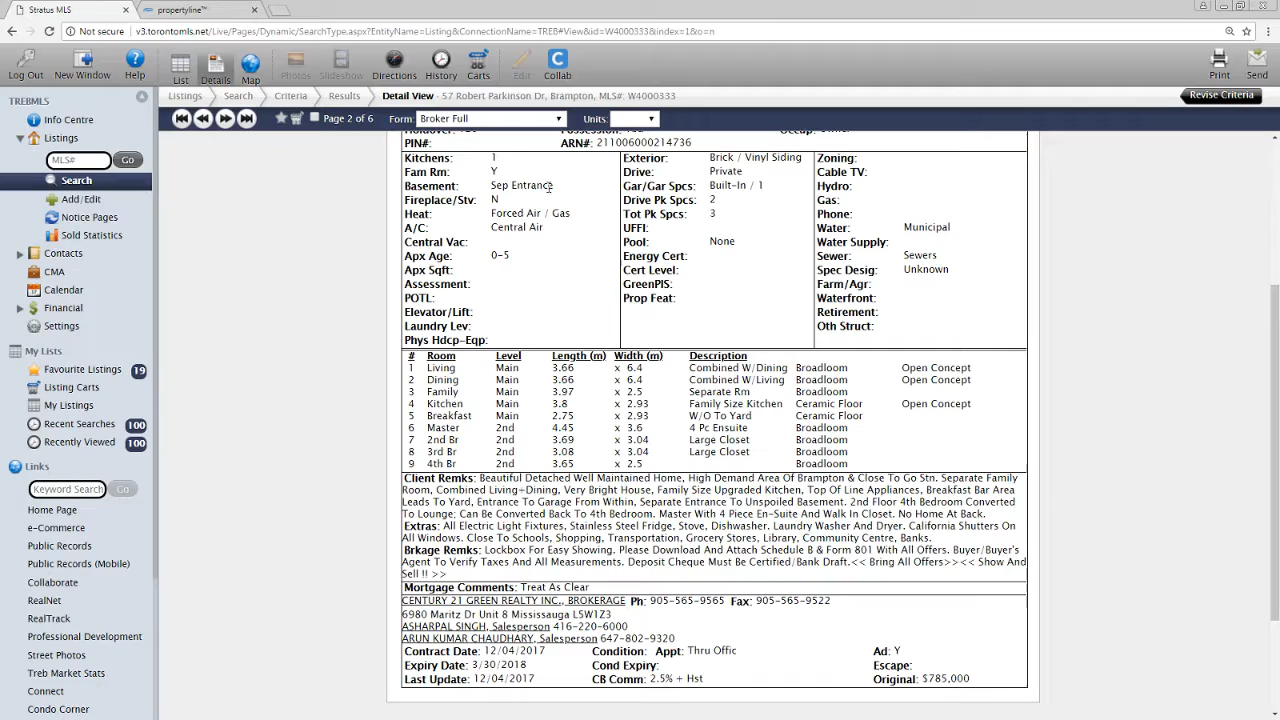 Stratus MLS
propertyline™
Not secure v3.torontomls.net/Live/Pages/Dynamic/SearchType.aspx?EntityName=Listing&ConnectionName=TREB#View&id=W4000333&index=1&o=n
Log Out New Window Help List Details Map Photos Slideshow Directions History Carts Edit Collab Print Send
TREBMLS
Listings Search Criteria Results Detail View - 57 Robert Parkinson Dr, Brampton, MLS#: W4000333 Revise Criteria
Page 2 of 6 Form: Broker Full Units:
Info Centre
Listings
MLS# Go
Search
Add/Edit
Notice Pages
Sold Statistics
Contacts
CMA
Calendar
Financial
Settings
My Lists
Favourite Listings 19
Listing Carts
My Listings
Recent Searches 100
Recently Viewed 100
Links
Keyword Search Go
Home Page
e-Commerce
Public Records
Public Records (Mobile)
Collaborate
RealNet
RealTrack
Professional Development
Street Photos
Treb Market Stats
Connect
Condo Corner
PIN#: ARN#: 211006000214736
Kitchens: 1 Exterior: Brick / Vinyl Siding Zoning:
Fam Rm: Y Drive: Private Cable TV:
Basement: Sep Entrance Gar/Gar Spcs: Built-In / 1 Hydro:
Fireplace/Stv: N Drive Pk Spcs: 2 Gas:
Heat: Forced Air / Gas Tot Pk Spcs: 3 Phone:
A/C: Central Air UFFI: Water: Municipal
Central Vac: Pool: None Water Supply:
Apx Age: 0-5 Energy Cert: Sewer: Sewers
Apx Sqft: Cert Level: Spec Desig: Unknown
Assessment: GreenPIS: Farm/Agr:
POTL: Prop Feat: Waterfront:
Elevator/Lift: Retirement:
Laundry Lev: Oth Struct:
Phys Hdcp-Eqp:
# Room Level Length (m) Width (m) Description
1 Living Main 3.66 x 6.4 Combined W/Dining Broadloom Open Concept
2 Dining Main 3.66 x 6.4 Combined W/Living Broadloom Open Concept
3 Family Main 3.97 x 2.5 Separate Rm Broadloom
4 Kitchen Main 3.8 x 2.93 Family Size Kitchen Ceramic Floor Open Concept
5 Breakfast Main 2.75 x 2.93 W/O To Yard Ceramic Floor
6 Master 2nd 4.45 x 3.6 4 Pc Ensuite Broadloom
7 2nd Br 2nd 3.69 x 3.04 Large Closet Broadloom
8 3rd Br 2nd 3.08 x 3.04 Large Closet Broadloom
9 4th Br 2nd 3.65 x 2.5 Broadloom
Client Remks: Beautiful Detached Well Maintained Home, High Demand Area Of Brampton & Close To Go Stn. Separate Family
Room, Combined Living+Dining, Very Bright House, Family Size Upgraded Kitchen, Top Of Line Appliances, Breakfast Bar Area
Leads To Yard, Entrance To Garage From Within, Separate Entrance To Unspoiled Basement. 2nd Floor 4th Bedroom Converted
To Lounge; Can Be Converted Back To 4th Bedroom. Master With 4 Piece En-Suite And Walk In Closet. No Home At Back.
Extras: All Electric Light Fixtures, Stainless Steel Fridge, Stove, Dishwasher. Laundry Washer And Dryer. California Shutters On
All Windows. Close To Schools, Shopping, Transportation, Grocery Stores, Library, Community Centre, Banks.
Brkage Remks: Lockbox For Easy Showing. Please Download And Attach Schedule B & Form 801 With All Offers. Buyer/Buyer's
Agent To Verify Taxes And All Measurements. Deposit Cheque Must Be Certified/Bank Draft.<< Bring All Offers>><< Show And
Sell !! >>
Mortgage Comments: Treat As Clear
CENTURY 21 GREEN REALTY INC., BROKERAGE Ph: 905-565-9565 Fax: 905-565-9522
6980 Maritz Dr Unit 8 Mississauga L5W1Z3
ASHARPAL SINGH, Salesperson 416-220-6000
ARUN KUMAR CHAUDHARY, Salesperson 647-802-9320
Contract Date: 12/04/2017 Condition: Appt: Thru Offic Ad: Y
Expiry Date: 3/30/2018 Cond Expiry: Escape:
Last Update: 12/04/2017 CB Comm: 2.5% + Hst Original: $785,000